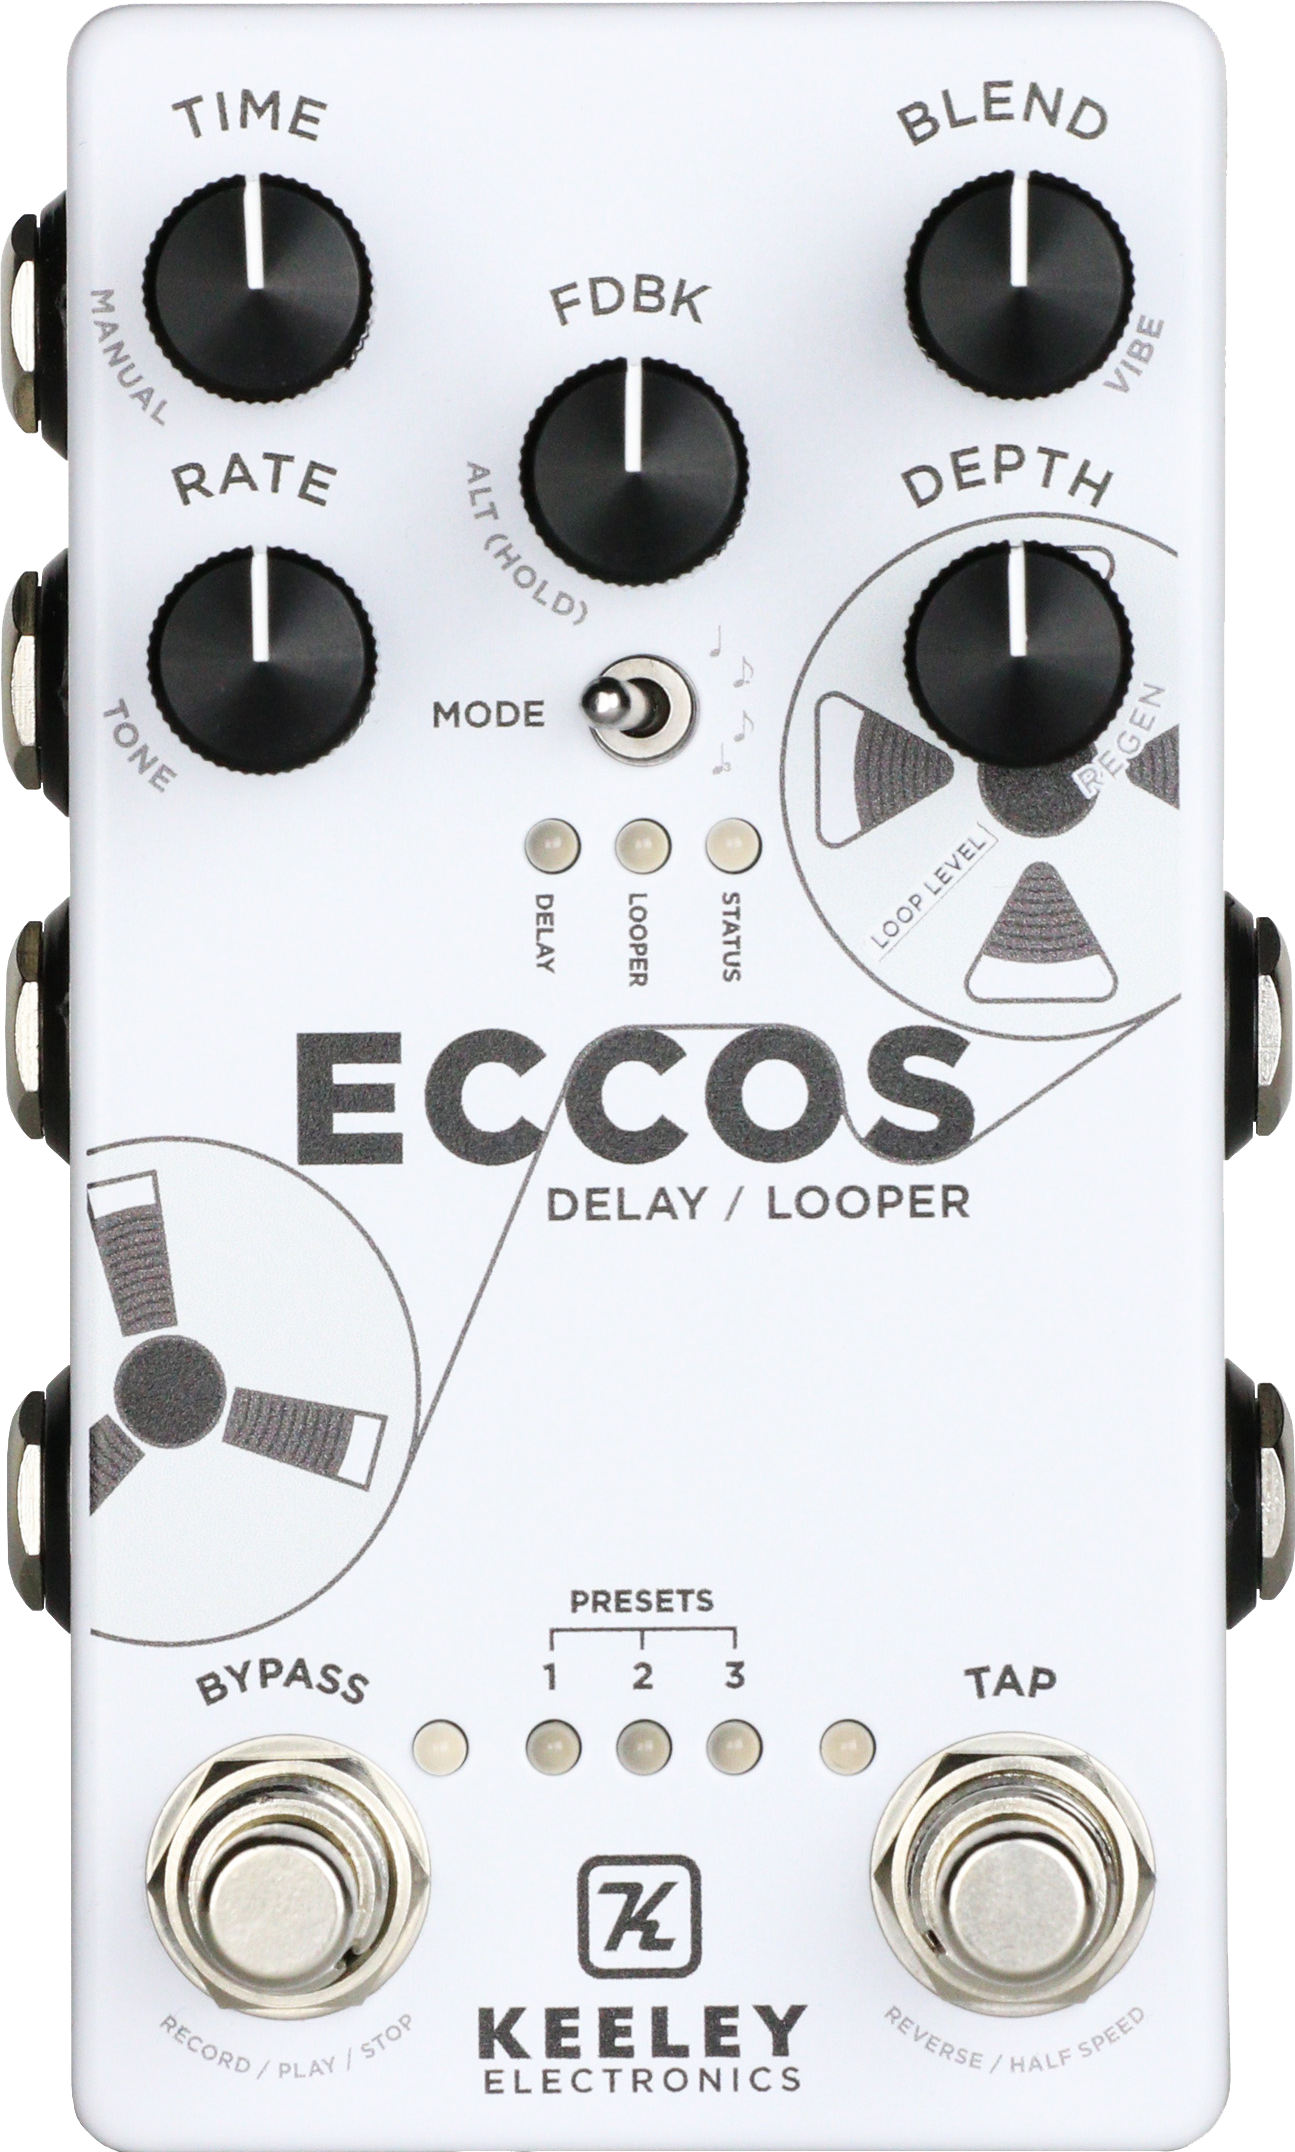 TIME
BLEND
MANUAL
FDBK
VIBE
RATE
ALT (HOLD)
DEPTH
TONE
MODE
REGEN
LOOP LEVEL
DELAY
LOOPER
STATUS
ECCOS
DELAY / LOOPER
PRESETS
1 2 3
BYPASS
TAP
K
RECORD / PLAY / STOP
REVERSE / HALF SPEED
KEELEY
ELECTRONICS